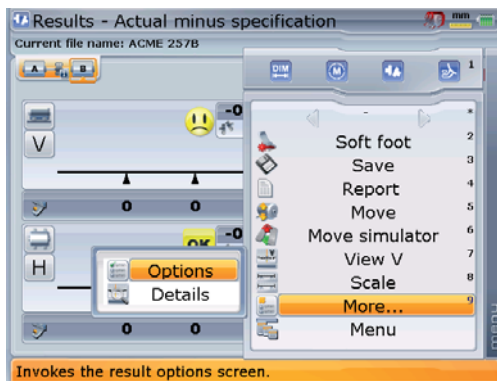 Results - Actual minus specification
mm
Current file name: ACME 257B
A
B
DIM
M
1
-0
V
0 0
OK
-0
H
0 0
- *
Soft foot 2
Save 3
Report 4
Move 5
Move simulator 6
View V 7
Scale 8
More... 9
Menu
Options
Details
menu
Invokes the result options screen.